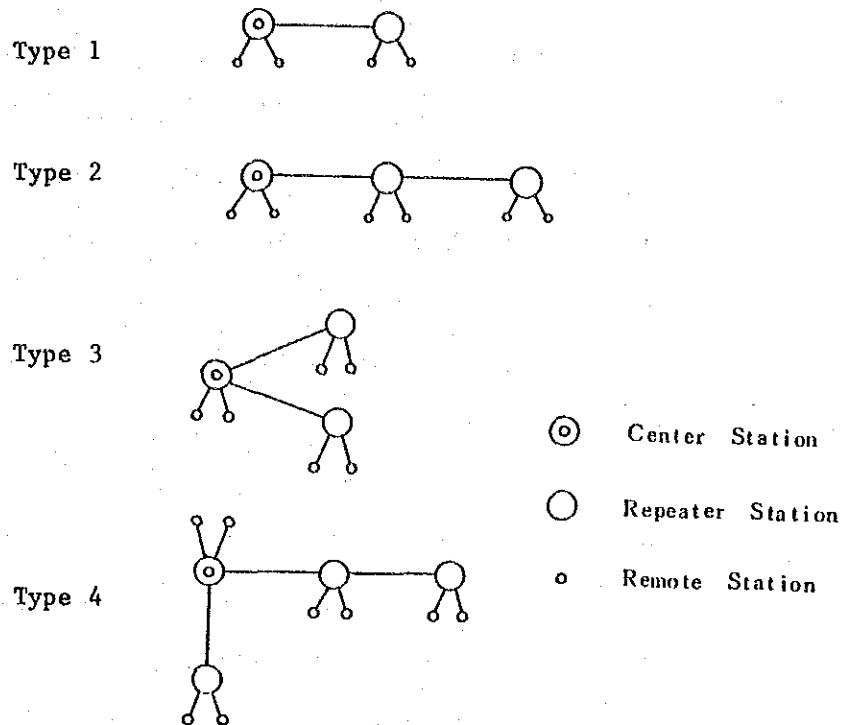 Type 1
Type 2
Type 3
Center Station
Repeater Station
Type 4
Remote Station